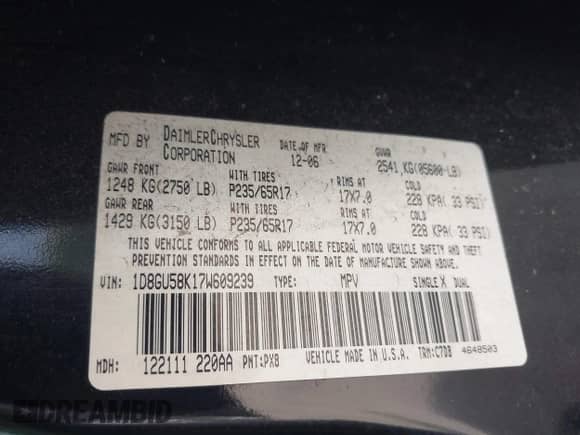 MFD BY DAIMLERCHRYSLER CORPORATION
DATE OF MFR 12-06
GVWR 2541 KG(05600 LB)
GAWR FRONT WITH TIRES RIMS AT
1248 KG(2750 LB) P235/65R17 17X7.0 228 KPA( 33 PSI)
GAWR REAR WITH TIRES RIMS AT
1429 KG(3150 LB) P235/65R17 17X7.0 228 KPA( 33 PSI)
THIS VEHICLE CONFORMS TO ALL APPLICABLE FEDERAL MOTOR VEHICLE SAFETY AND THEFT
PREVENTION STANDARDS IN EFFECT ON THE DATE OF MANUFACTURE SHOWN ABOVE.
VIN: 1D8GU58K17W609239 TYPE: MPV SINGLE X DUAL
MDH: 122111 220AA PNT:PX8 VEHICLE MADE IN U.S.A. TRM:C7DB 4648503
DREAMBID